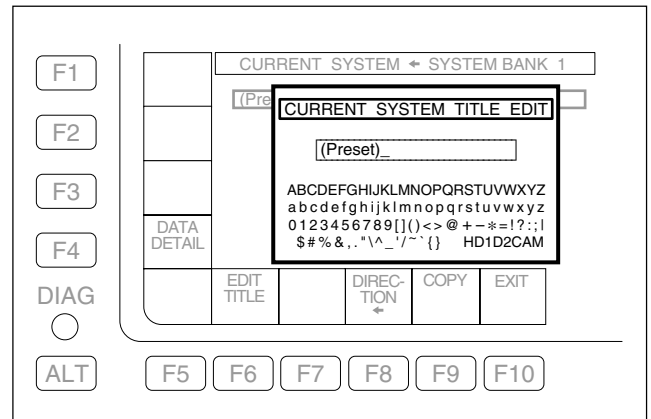 F1
F2
F3
F4
DIAG
ALT
CURRENT SYSTEM ← SYSTEM BANK 1
(Pre
CURRENT SYSTEM TITLE EDIT
(Preset)_
ABCDEFGHIJKLMNOPQRSTUVWXYZ
abcdefghijklmnopqrstuvwxyz
0123456789[]()<>@+−*=!?:;|
$#%&,."\^_'/~`{} HD1D2CAM
DATA
DETAIL
EDIT
TITLE
DIREC-
TION
←
COPY
EXIT
F5
F6
F7
F8
F9
F10